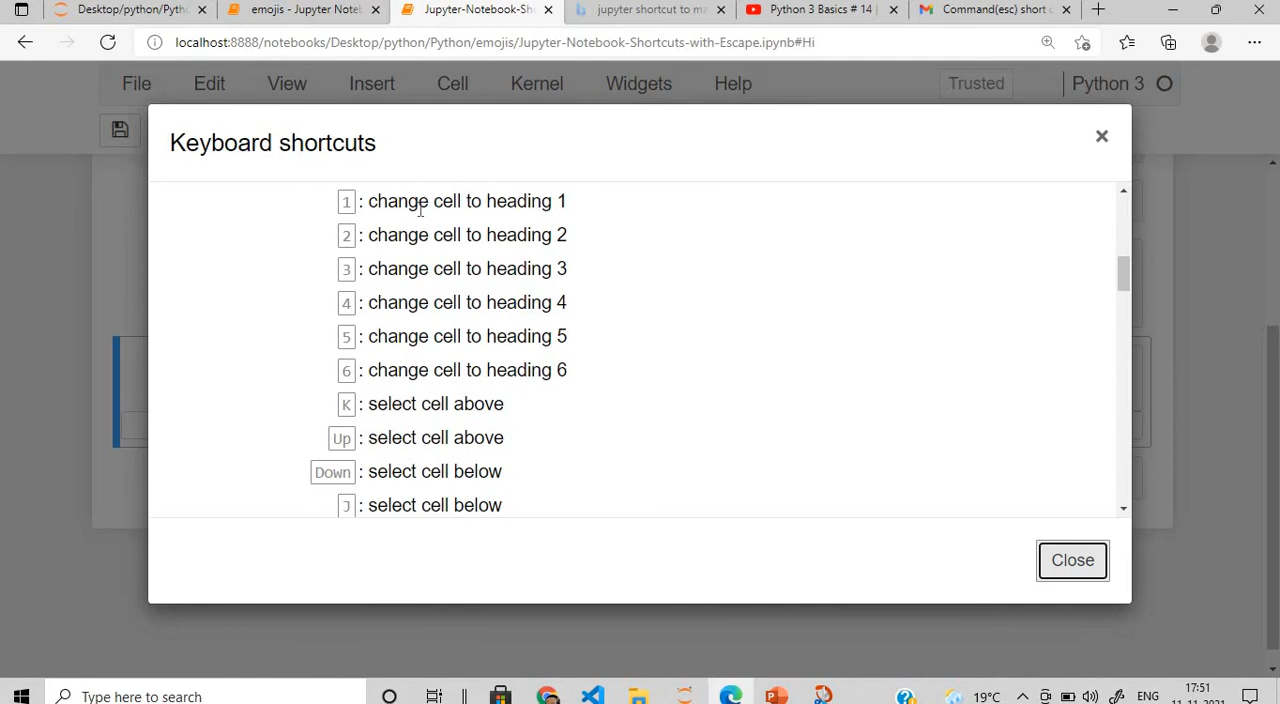 Desktop/python/Pyth
emojis - Jupyter Notel
Jupyter-Notebook-Sh
jupyter shortcut to ma
Python 3 Basics # 14 |
Command(esc) short c
localhost:8888/notebooks/Desktop/python/Python/emojis/Jupyter-Notebook-Shortcuts-with-Escape.ipynb#Hi
File Edit View Insert Cell Kernel Widgets Help Trusted Python 3
Keyboard shortcuts
1 : change cell to heading 1
2 : change cell to heading 2
3 : change cell to heading 3
4 : change cell to heading 4
5 : change cell to heading 5
6 : change cell to heading 6
K : select cell above
Up : select cell above
Down : select cell below
J : select cell below
Close
Type here to search
19°C
ENG
17:51
11-11-2021